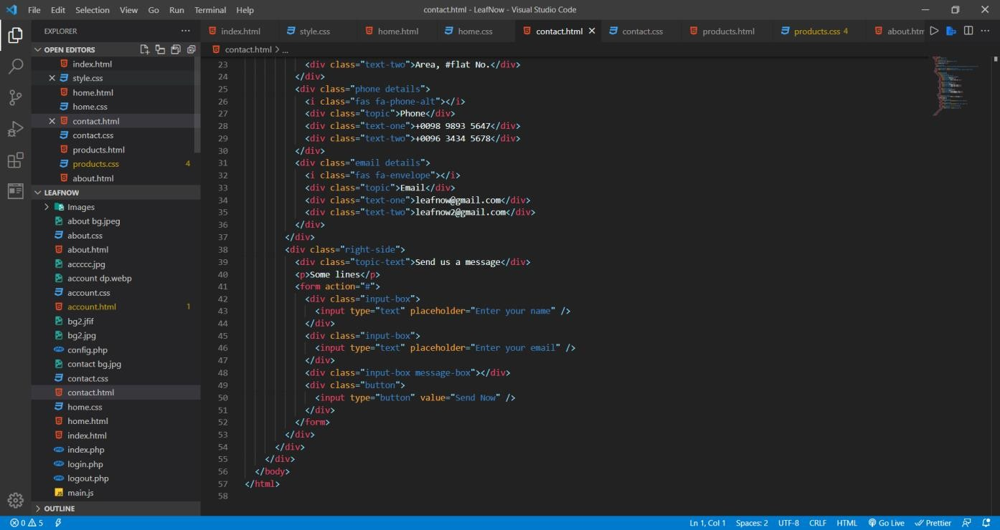 File Edit Selection View Go Run Terminal Help
contact.html - LeafNow - Visual Studio Code
EXPLORER
OPEN EDITORS
index.html
style.css
home.html
home.css
contact.html
contact.css
products.html
products.css 4
about.html
LEAFNOW
Images
about bg.jpeg
about.css
about.html
accccc.jpg
account dp.webp
account.css
account.html 1
bg2.jfif
bg2.jpg
config.php
contact bg.jpg
contact.css
contact.html
home.css
home.html
index.html
index.php
login.php
logout.php
main.js
OUTLINE
index.html style.css home.html home.css contact.html contact.css products.html products.css 4 about.htm
contact.html > ...
23 <div class="text-two">Area, #flat No.</div>
24 </div>
25 <div class="phone details">
26 <i class="fas fa-phone-alt"></i>
27 <div class="topic">Phone</div>
28 <div class="text-one">+0098 9893 5647</div>
29 <div class="text-two">+0096 3434 5678</div>
30 </div>
31 <div class="email details">
32 <i class="fas fa-envelope"></i>
33 <div class="topic">Email</div>
34 <div class="text-one">leafnow@gmail.com</div>
35 <div class="text-two">leafnow2@gmail.com</div>
36 </div>
37 </div>
38 <div class="right-side">
39 <div class="topic-text">Send us a message</div>
40 <p>Some lines</p>
41 <form action="#">
42 <div class="input-box">
43 <input type="text" placeholder="Enter your name" />
44 </div>
45 <div class="input-box">
46 <input type="text" placeholder="Enter your email" />
47 </div>
48 <div class="input-box message-box"></div>
49 <div class="button">
50 <input type="button" value="Send Now" />
51 </div>
52 </form>
53 </div>
54 </div>
55 </div>
56 </body>
57 </html>
58
0 5
Ln 1, Col 1 Spaces: 2 UTF-8 CRLF HTML Go Live Prettier